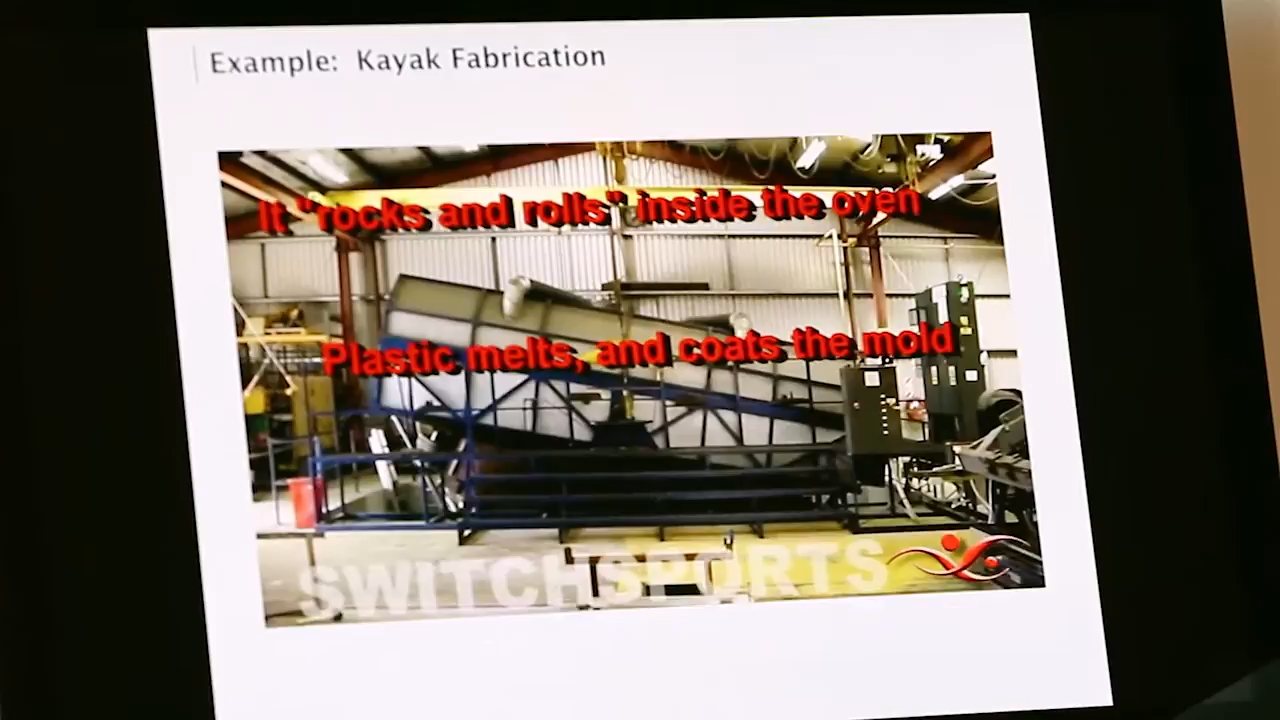 Example: Kayak Fabrication
It "rocks and rolls" inside the oven
Plastic melts, and coats the mold
SWITCHSPORTS